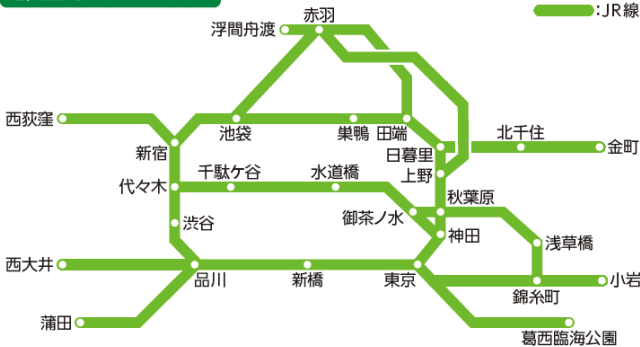 :JR線
赤羽
浮間舟渡
西荻窪
池袋
巣鴨
田端
北千住
新宿
日暮里
金町
千駄ケ谷
水道橋
上野
代々木
秋葉原
御茶ノ水
渋谷
神田
浅草橋
西大井
品川
新橋
東京
小岩
錦糸町
蒲田
葛西臨海公園